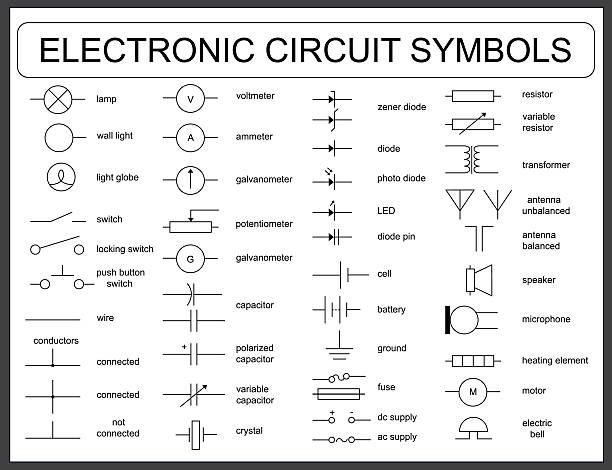 ELECTRONIC CIRCUIT SYMBOLS
lamp
wall light
light globe
switch
locking switch
push button
switch
wire
conductors
connected
connected
not
connected
V
voltmeter
A
ammeter
galvanometer
potentiometer
G
galvanometer
capacitor
+
polarized
capacitor
variable
capacitor
crystal
zener diode
diode
photo diode
LED
diode pin
cell
battery
ground
fuse
+ -
dc supply
ac supply
resistor
variable
resistor
transformer
antenna
unbalanced
antenna
balanced
speaker
microphone
heating element
M
motor
electric
bell